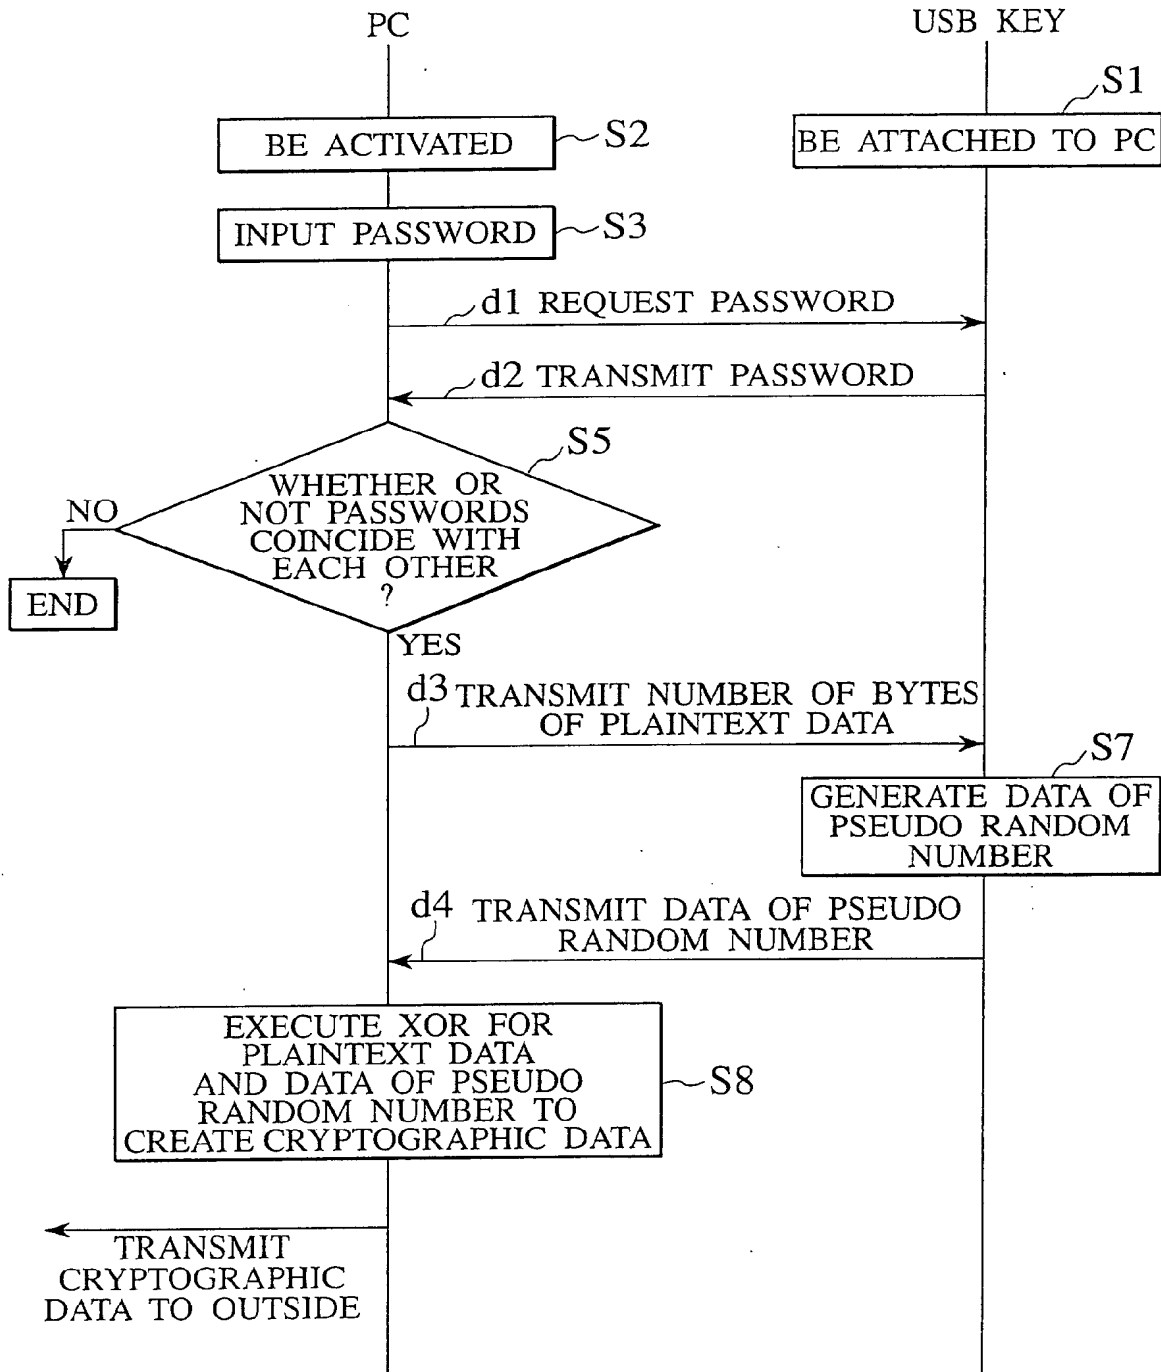 PC
USB KEY
S1
BE ACTIVATED
S2
BE ATTACHED TO PC
INPUT PASSWORD
S3
d1 REQUEST PASSWORD
d2 TRANSMIT PASSWORD
S5
WHETHER OR
NOT PASSWORDS
COINCIDE WITH
EACH OTHER
?
NO
END
YES
d3 TRANSMIT NUMBER OF BYTES
OF PLAINTEXT DATA
S7
GENERATE DATA OF
PSEUDO RANDOM
NUMBER
d4 TRANSMIT DATA OF PSEUDO
RANDOM NUMBER
EXECUTE XOR FOR
PLAINTEXT DATA
AND DATA OF PSEUDO
RANDOM NUMBER TO
CREATE CRYPTOGRAPHIC DATA
S8
TRANSMIT
CRYPTOGRAPHIC
DATA TO OUTSIDE